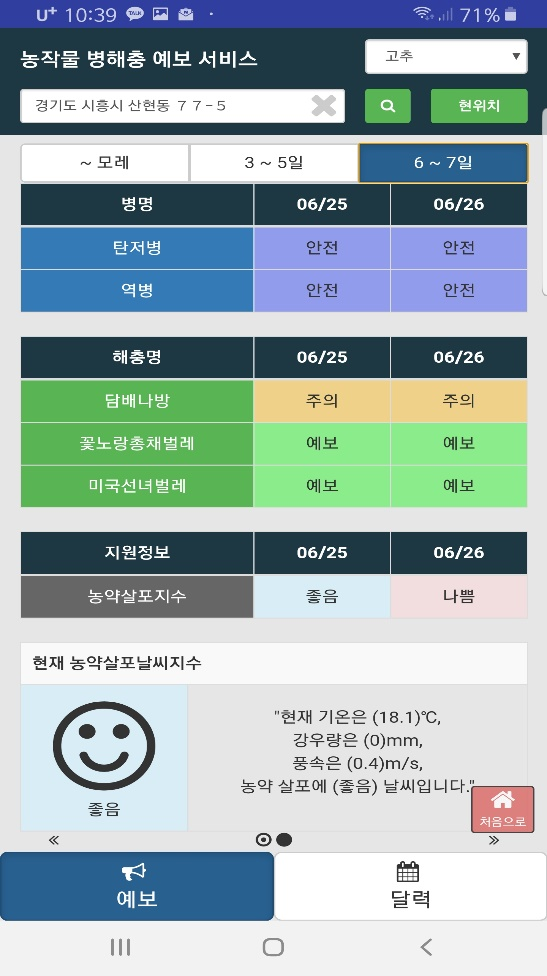 U+ 10:39 TALK 71%
농작물 병해충 예보 서비스
고추
경기도 시흥시 산현동 7 7 - 5
현위치
~ 모레
3 ~ 5일
6 ~ 7일
병명 06/25 06/26
탄저병 안전 안전
역병 안전 안전
해충명 06/25 06/26
담배나방 주의 주의
꽃노랑총채벌레 예보 예보
미국선녀벌레 예보 예보
지원정보 06/25 06/26
농약살포지수 좋음 나쁨
현재 농약살포날씨지수
"현재 기온은 (18.1)℃,
강우량은 (0)mm,
풍속은 (0.4)m/s,
농약 살포에 (좋음) 날씨입니다."
좋음
처음으로
« »
예보
달력